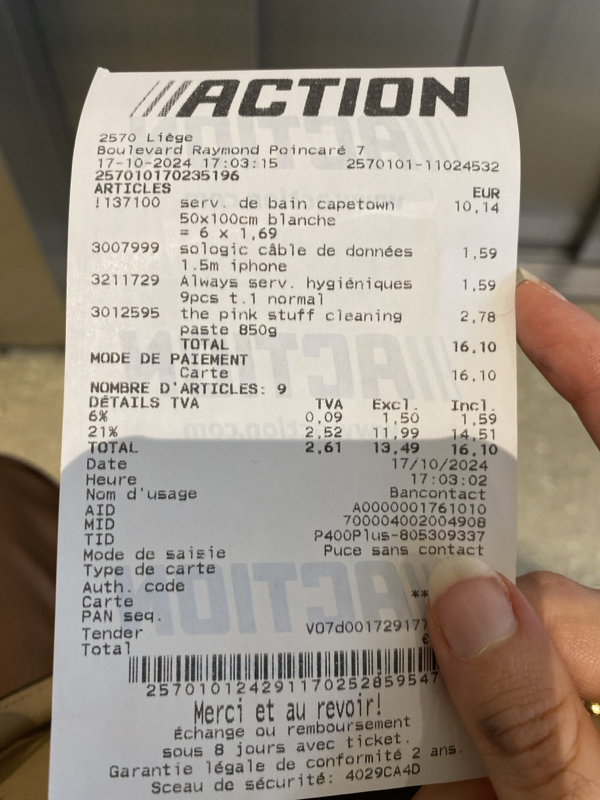 ACTION
2570 Liège
Boulevard Raymond Poincaré 7
17-10-2024 17:03:15 2570101-11024532
257010170235196
ARTICLES EUR
!137100 serv. de bain capetown 10,14
50x100cm blanche
= 6 x 1,69
3007999 sologic câble de données 1,59
1.5m iphone
3211729 Always serv. hygiéniques 1,59
9pcs t.1 normal
3012595 the pink stuff cleaning 2,78
paste 850g
TOTAL 16,10
MODE DE PAIEMENT
Carte 16,10
NOMBRE D'ARTICLES: 9
DÉTAILS TVA TVA Excl. Incl.
6% 0,09 1,50 1,59
21% 2,52 11,99 14,51
TOTAL 2,61 13,49 16,10
Date 17/10/2024
Heure 17:03:02
Nom d'usage Bancontact
AID A0000001761010
MID 700004002004908
TID P400Plus-805309337
Mode de saisie Puce sans contact
Type de carte
Auth. code
Carte **
PAN seq.
Tender V07d001729177
Total €
257010124291170252859547
Merci et au revoir!
Échange ou remboursement
sous 8 jours avec ticket.
Garantie légale de conformité 2 ans.
Sceau de sécurité: 4029CA4D